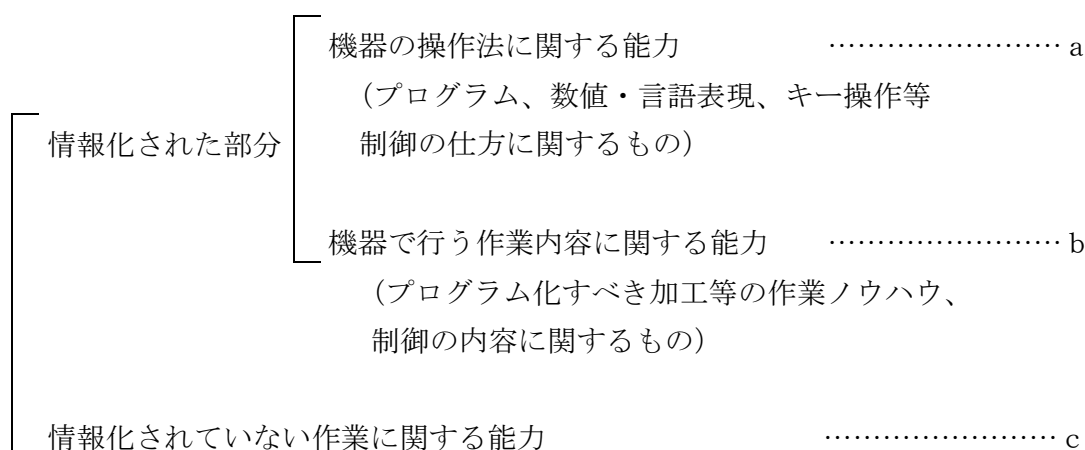 機器の操作法に関する能力 …………………… a
（プログラム、数値・言語表現、キー操作等
情報化された部分 制御の仕方に関するもの）
機器で行う作業内容に関する能力 …………………… b
（プログラム化すべき加工等の作業ノウハウ、
制御の内容に関するもの）
情報化されていない作業に関する能力 …………………… c